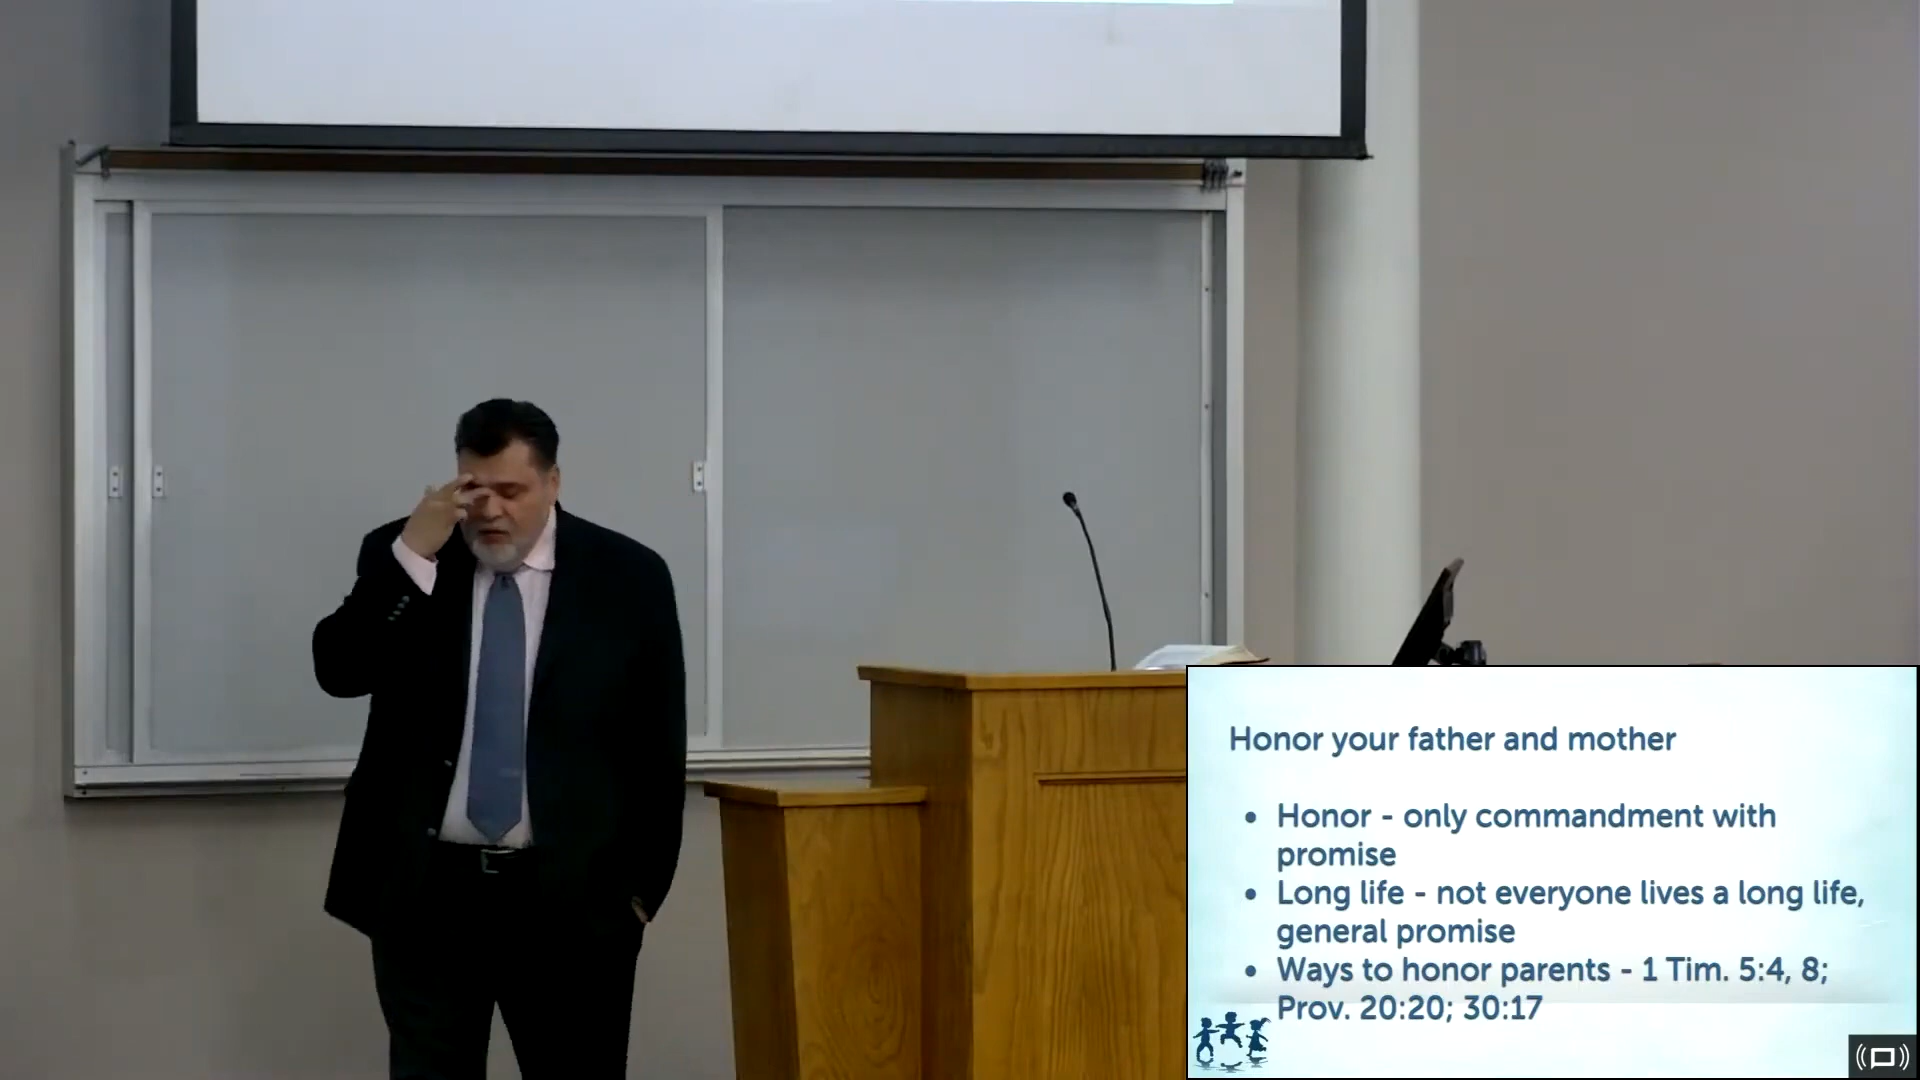 Honor your father and mother
• Honor - only commandment with
promise
• Long life - not everyone lives a long life,
general promise
• Ways to honor parents - 1 Tim. 5:4, 8;
Prov. 20:20; 30:17